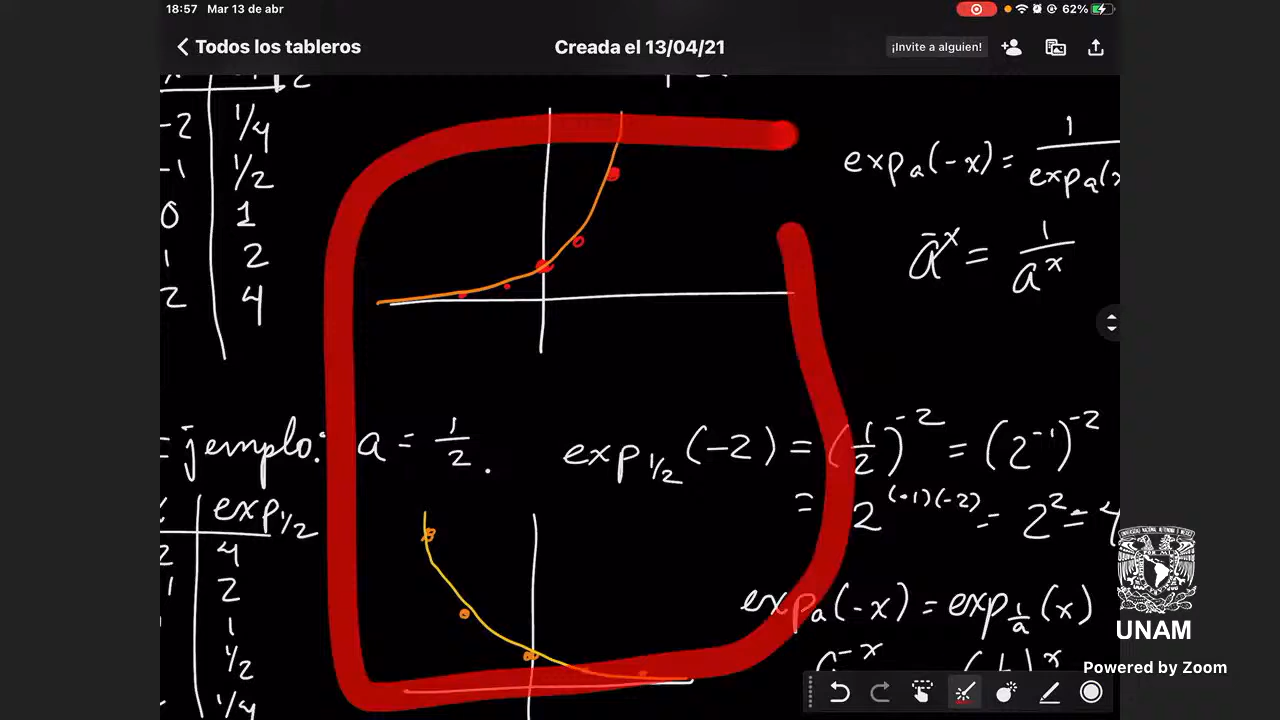 18:57 Mar 13 de abr 62%
Todos los tableros Creada el 13/04/21 ¡Invite a alguien!
2
-2 1/4
-1 1/2
0 1
1 2
2 4
exp_a(-x) = 1 / exp_a(x
a^-x = 1 / a^x
jemplo: a = 1/2.
exp_1/2(-2) = (1/2)^-2 = (2^-1)^-2
= 2^(-1)(-2) = 2^2 = 4
exp_1/2
2 4
1 2
1
1/2
1/4
exp_a(-x) = exp_1/a(x)
UNAM
Powered by Zoom